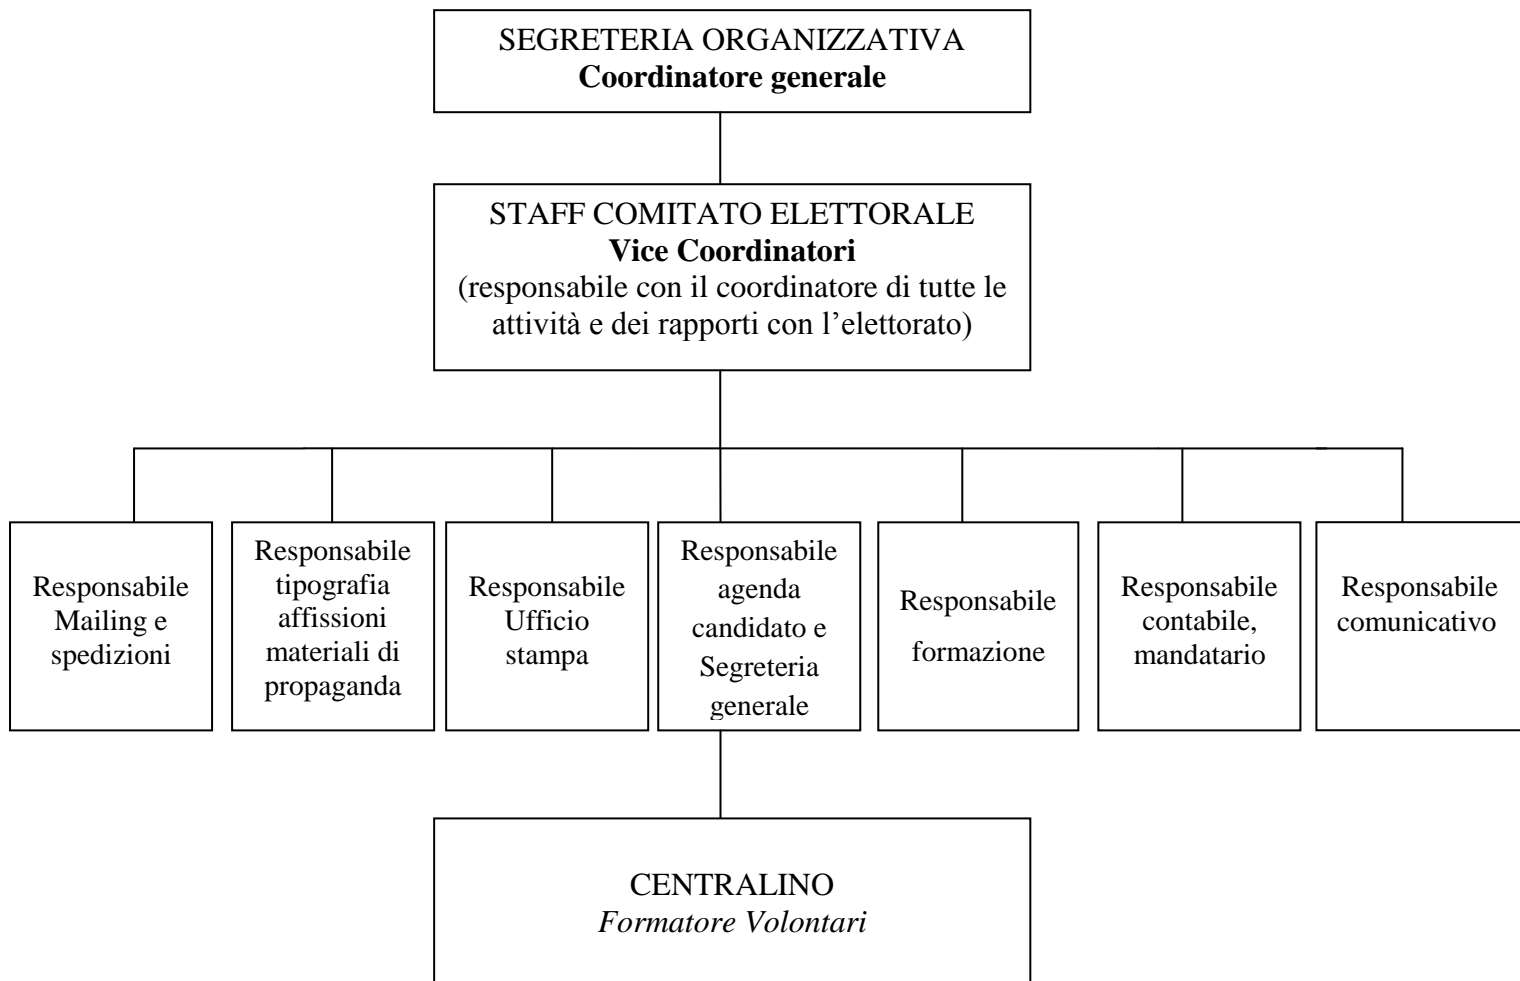 SEGRETERIA ORGANIZZATIVA
Coordinatore generale
STAFF COMITATO ELETTORALE
Vice Coordinatori
(responsabile con il coordinatore di tutte le
attività e dei rapporti con l’elettorato)
Responsabile
Mailing e
spedizioni
Responsabile
tipografia
affissioni
materiali di
propaganda
Responsabile
Ufficio
stampa
Responsabile
agenda
candidato e
Segreteria
generale
Responsabile
formazione
Responsabile
contabile,
mandatario
Responsabile
comunicativo
CENTRALINO
Formatore Volontari